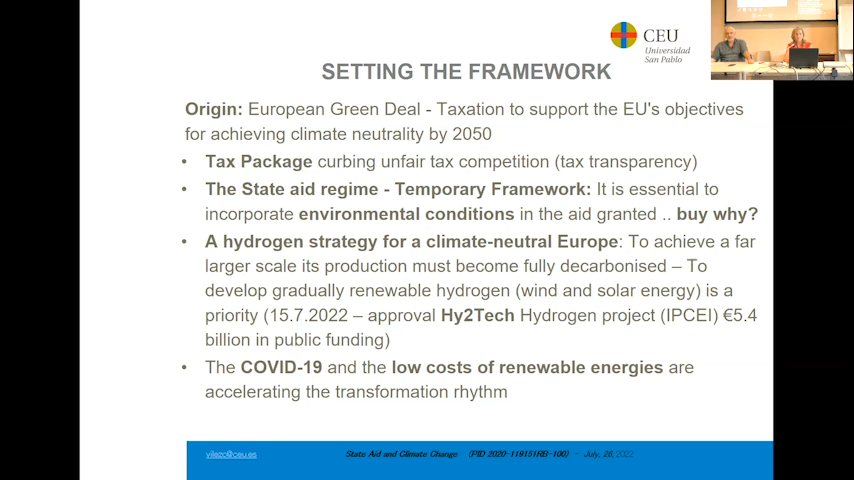 CEU
Universidad
San Pablo
SETTING THE FRAMEWORK
Origin: European Green Deal - Taxation to support the EU's objectives
for achieving climate neutrality by 2050
• Tax Package curbing unfair tax competition (tax transparency)
• The State aid regime - Temporary Framework: It is essential to
incorporate environmental conditions in the aid granted .. buy why?
• A hydrogen strategy for a climate-neutral Europe: To achieve a far
larger scale its production must become fully decarbonised – To
develop gradually renewable hydrogen (wind and solar energy) is a
priority (15.7.2022 – approval Hy2Tech Hydrogen project (IPCEI) €5.4
billion in public funding)
• The COVID-19 and the low costs of renewable energies are
accelerating the transformation rhythm
vilezc@ceu.es State Aid and Climate Change (PID 2020-119151RB-100) - July, 28, 2022